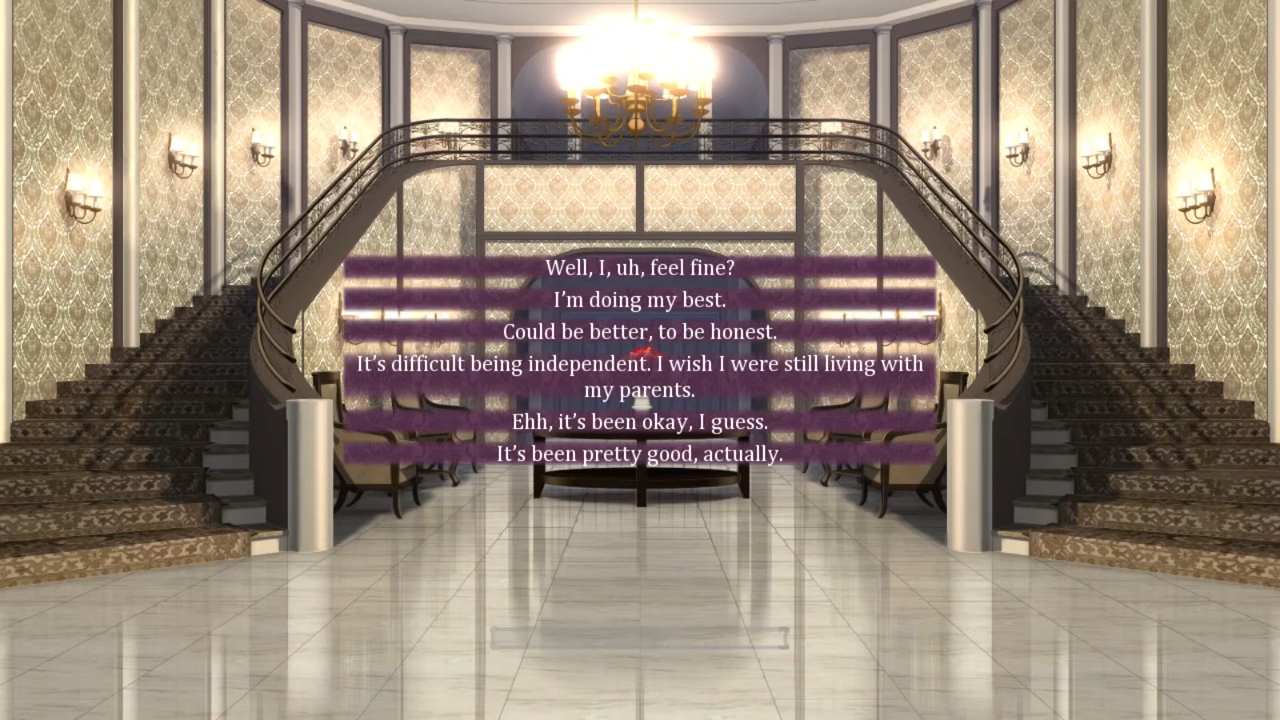 Well, I, uh, feel fine?
I’m doing my best.
Could be better, to be honest.
It’s difficult being independent. I wish I were still living with
my parents.
Ehh, it’s been okay, I guess.
It’s been pretty good, actually.